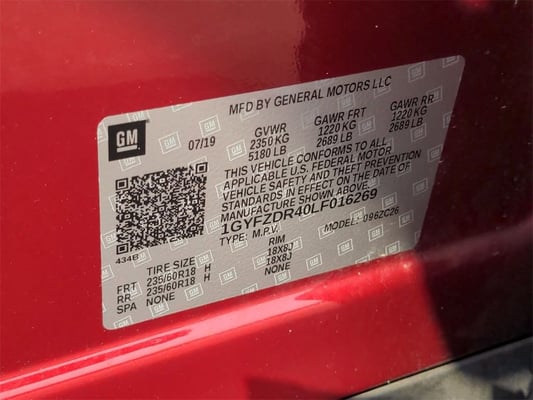 MFD BY GENERAL MOTORS LLC
GM
07/19 GVWR GAWR FRT GAWR RR
2350 KG 1220 KG 1220 KG
5180 LB 2689 LB 2689 LB
THIS VEHICLE CONFORMS TO ALL
APPLICABLE U.S. FEDERAL MOTOR
VEHICLE SAFETY AND THEFT PREVENTION
STANDARDS IN EFFECT ON THE DATE OF
MANUFACTURE SHOWN ABOVE.
1GYFZDR40LF016269
TYPE: M.P.V. MODEL: 096ZC26
434B
TIRE SIZE RIM
FRT 235/60R18 H 18X8J
RR 235/60R18 H 18X8J
SPA NONE NONE